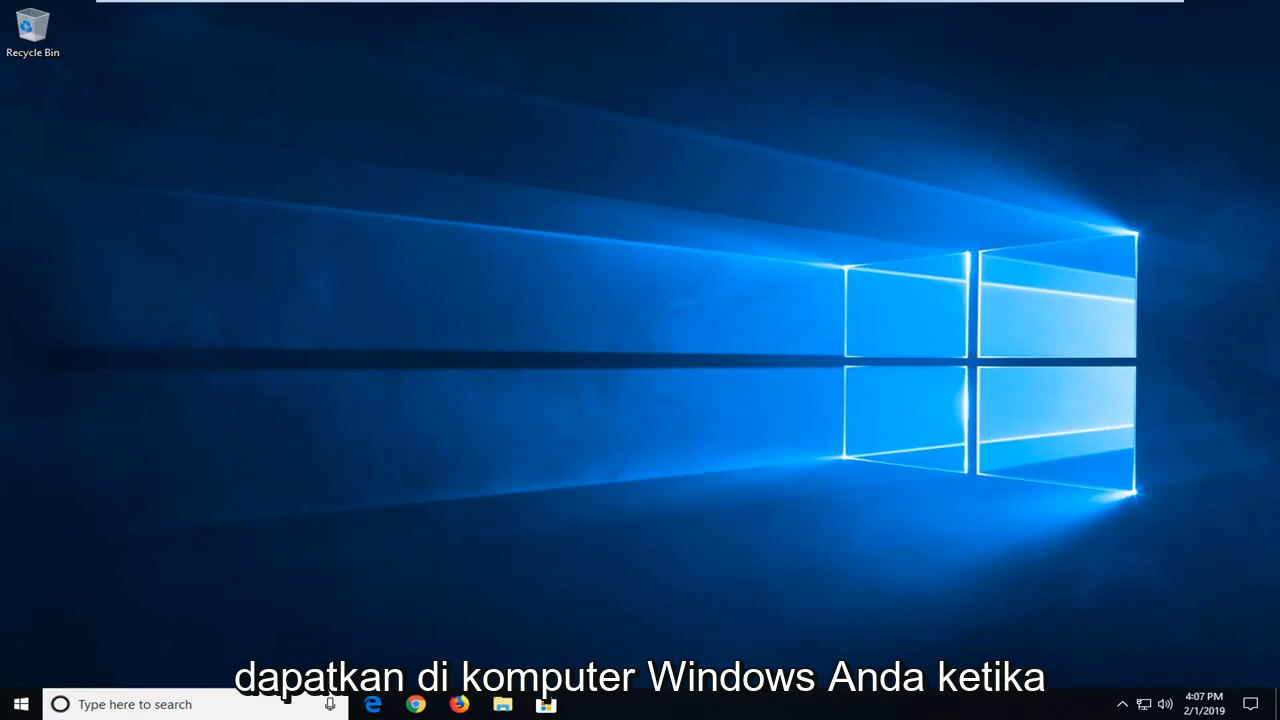 Recycle Bin
dapatkan di komputer Windows Anda ketika
Type here to search
4:07 PM
2/1/2019